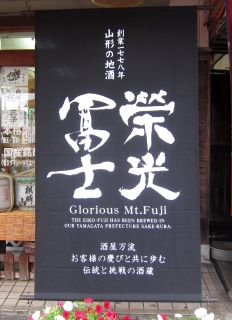 創業一七七八年
山形の地酒
榮光
冨士
Glorious Mt.Fuji
THE EIKO-FUJI HAS BEEN BREWED IN
OUR YAMAGATA PREFECTURE SAKE-KURA.
酒屋万流
お客様の慶びと共に歩む
伝統と挑戦の酒蔵